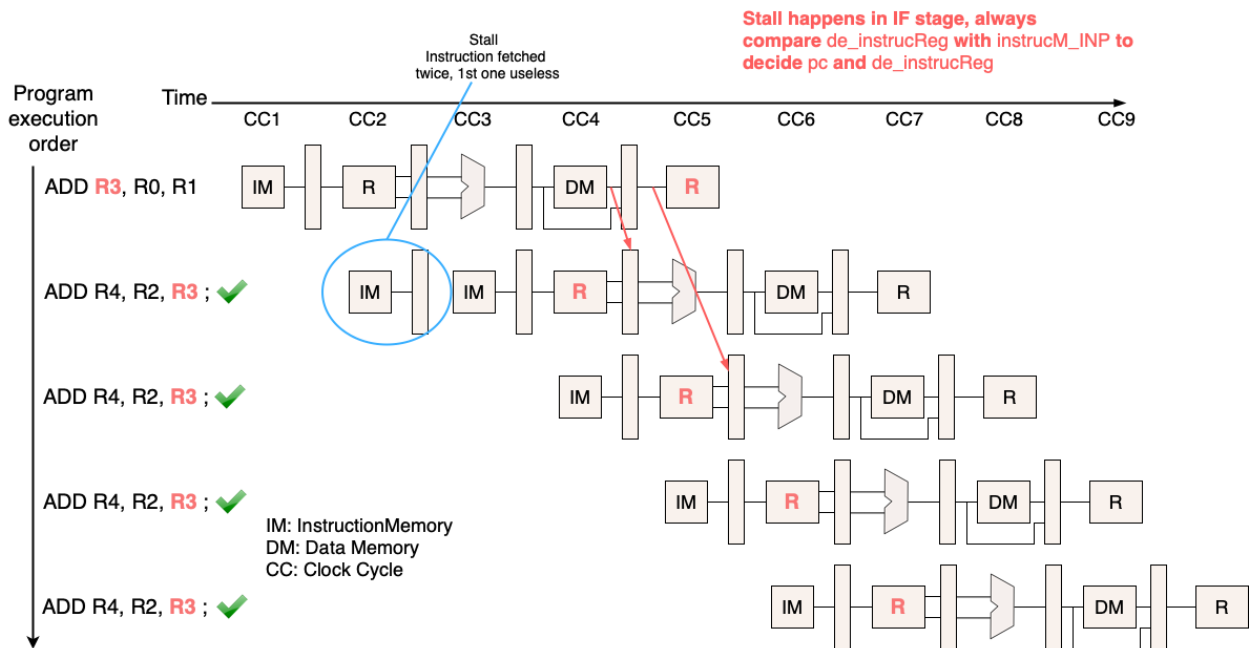 Stall happens in IF stage, always
compare de_instrucReg with instrucM_INP to
decide pc and de_instrucReg
Stall
Instruction fetched
twice, 1st one useless
Program
execution
order
Time
CC1 CC2 CC3 CC4 CC5 CC6 CC7 CC8 CC9
ADD R3, R0, R1
IM R DM R
ADD R4, R2, R3 ;
IM IM R DM R
ADD R4, R2, R3 ;
IM R DM R
ADD R4, R2, R3 ;
IM R DM R
IM: InstructionMemory
DM: Data Memory
CC: Clock Cycle
ADD R4, R2, R3 ;
IM R DM R